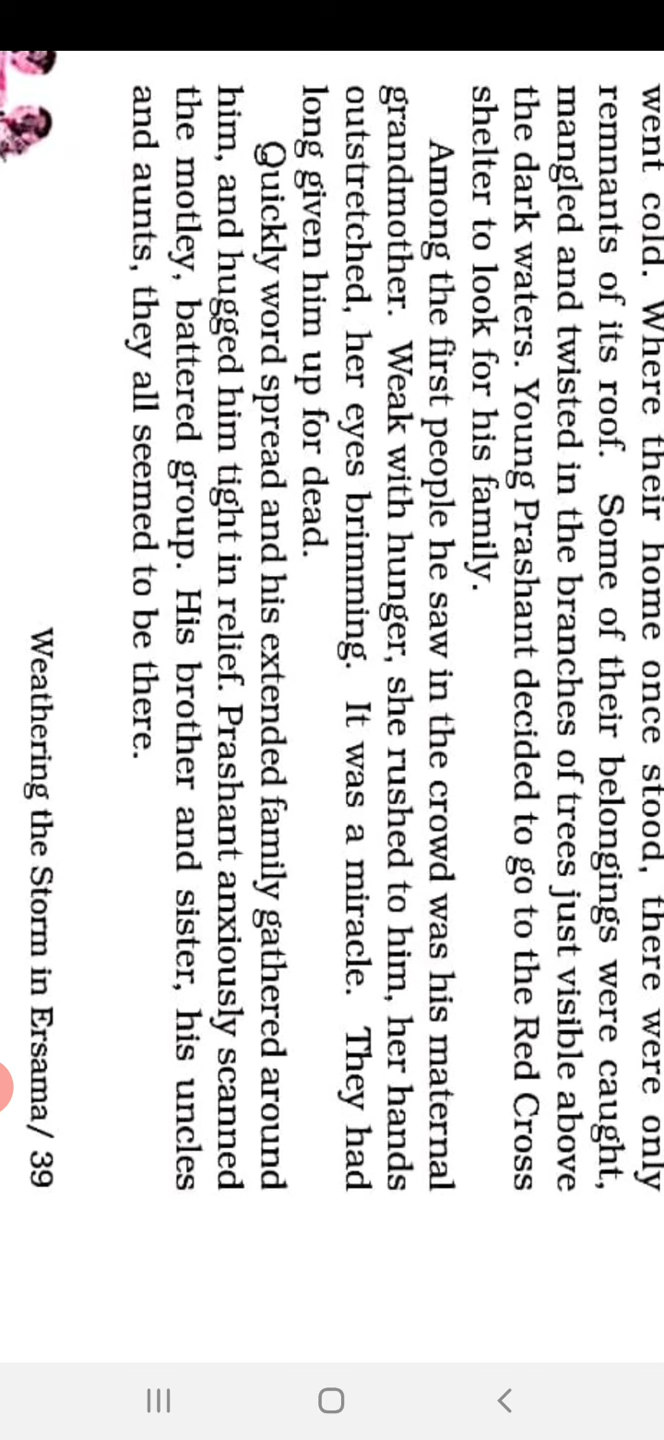 went cold. Where their home once stood, there were only
remnants of its roof. Some of their belongings were caught,
mangled and twisted in the branches of trees just visible above
the dark waters. Young Prashant decided to go to the Red Cross
shelter to look for his family.
Among the first people he saw in the crowd was his maternal
grandmother. Weak with hunger, she rushed to him, her hands
outstretched, her eyes brimming. It was a miracle. They had
long given him up for dead.
Quickly word spread and his extended family gathered around
him, and hugged him tight in relief. Prashant anxiously scanned
the motley, battered group. His brother and sister, his uncles
and aunts, they all seemed to be there.
Weathering the Storm in Ersama/ 39